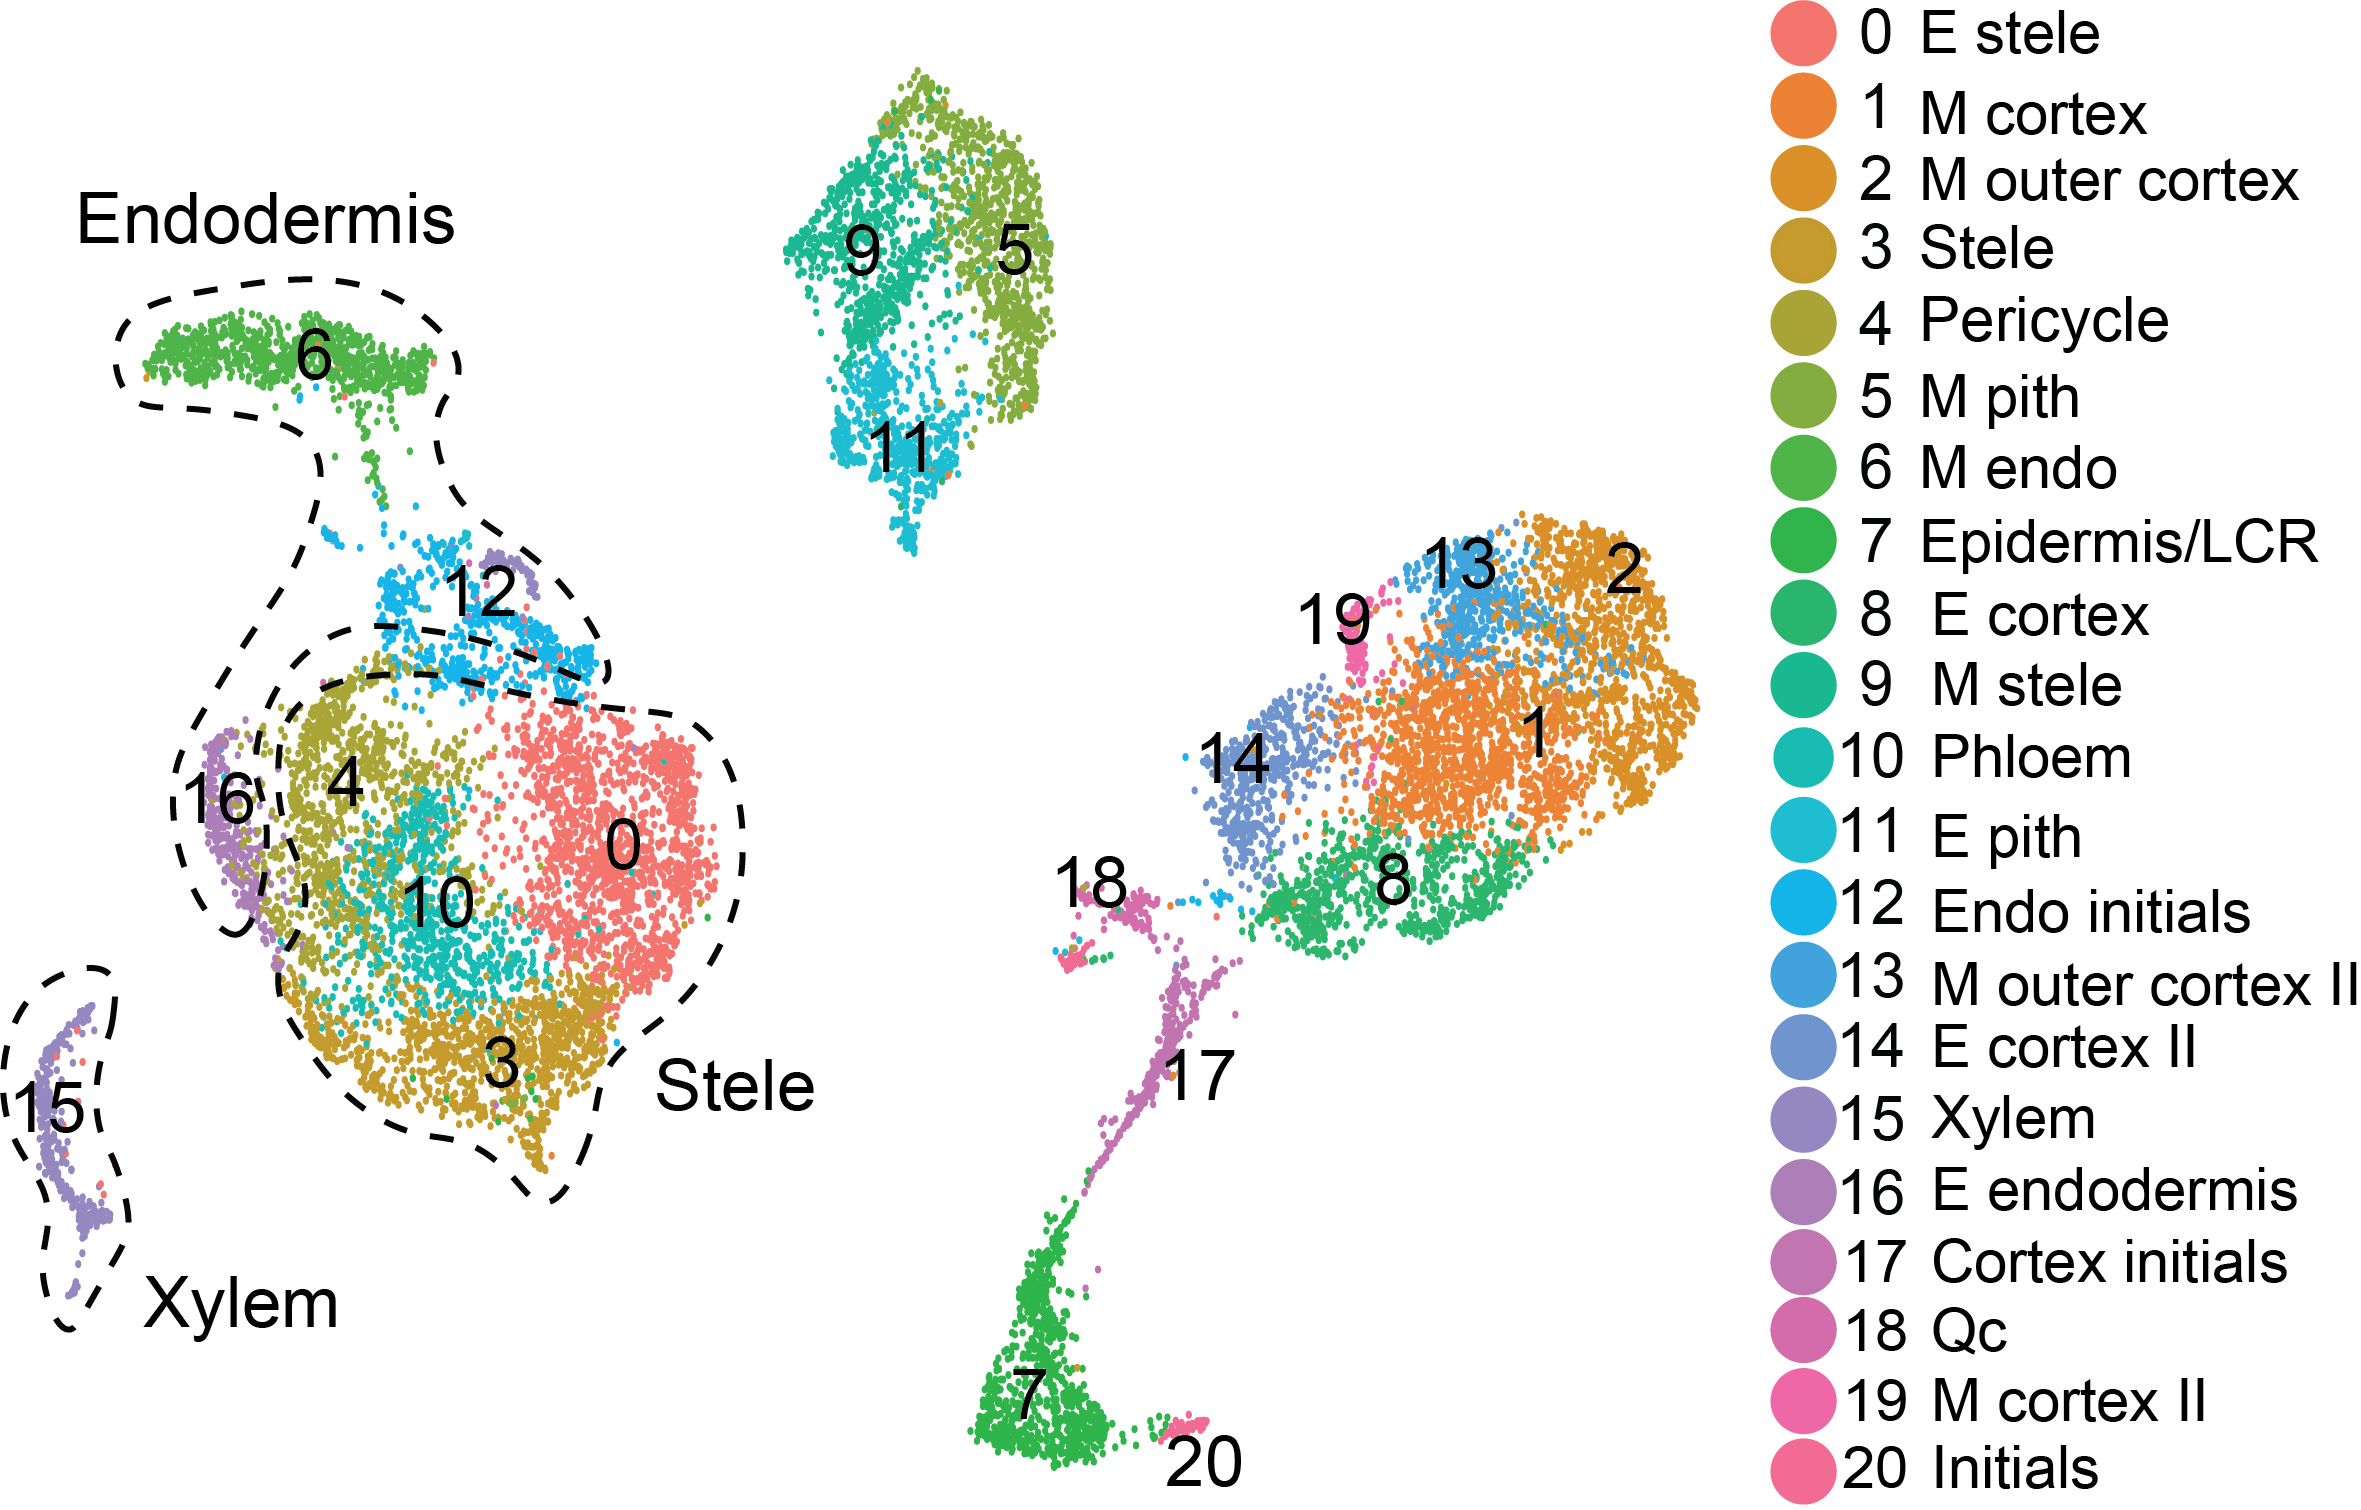 Endodermis
6
12
16
4
0
10
3
Stele
15
Xylem
9
5
11
13
2
19
1
14
8
18
17
7
20
0 E stele
1 M cortex
2 M outer cortex
3 Stele
4 Pericycle
5 M pith
6 M endo
7 Epidermis/LCR
8 E cortex
9 M stele
10 Phloem
11 E pith
12 Endo initials
13 M outer cortex II
14 E cortex II
15 Xylem
16 E endodermis
17 Cortex initials
18 Qc
19 M cortex II
20 Initials